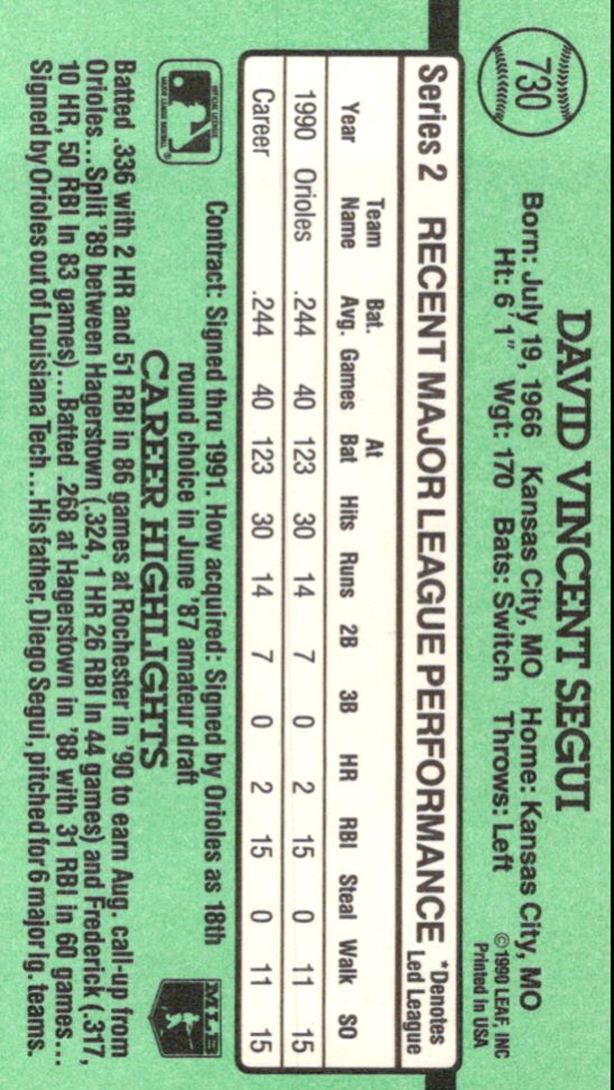 730
DAVID VINCENT SEGUI
Born: July 19, 1966 Kansas City, MO Home: Kansas City, MO
Ht: 6'1" Wgt: 170 Bats: Switch Throws: Left
©1990 LEAF, INC
Printed in USA
Series 2 RECENT MAJOR LEAGUE PERFORMANCE *Denotes Led League
Year Team Name Bat. Avg. Games At Bat Hits Runs 2B 3B HR RBI Steal Walk SO
1990 Orioles .244 40 123 30 14 7 0 2 15 0 11 15
Career .244 40 123 30 14 7 0 2 15 0 11 15
OFFICIAL LICENSEE
MAJOR LEAGUE BASEBALL
Contract: Signed thru 1991. How acquired: Signed by Orioles as 18th
round choice in June '87 amateur draft
MLB
CAREER HIGHLIGHTS
Batted .336 with 2 HR and 51 RBI in 86 games at Rochester in '90 to earn Aug. call-up from
Orioles...Split '89 between Hagerstown (.324, 1 HR 26 RBI In 44 games) and Frederick (.317,
10 HR, 50 RBI In 83 games)...Batted .268 at Hagerstown in '88 with 31 RBI in 60 games...
Signed by Orioles out of Louisiana Tech...His father, Diego Segui, pitched for 6 major lg. teams.